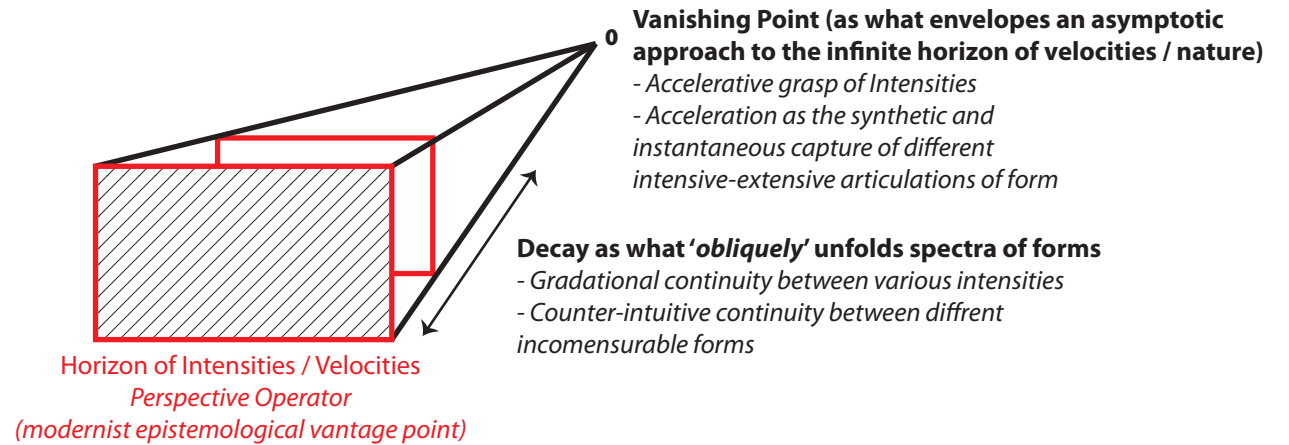 0
Vanishing Point (as what envelopes an asymptotic
approach to the infinite horizon of velocities / nature)
- Accelerative grasp of Intensities
- Acceleration as the synthetic and
instantaneous capture of different
intensive-extensive articulations of form
Decay as what ‘obliquely’ unfolds spectra of forms
- Gradational continuity between various intensities
- Counter-intuitive continuity between diffrent
incomensurable forms
Horizon of Intensities / Velocities
Perspective Operator
(modernist epistemological vantage point)